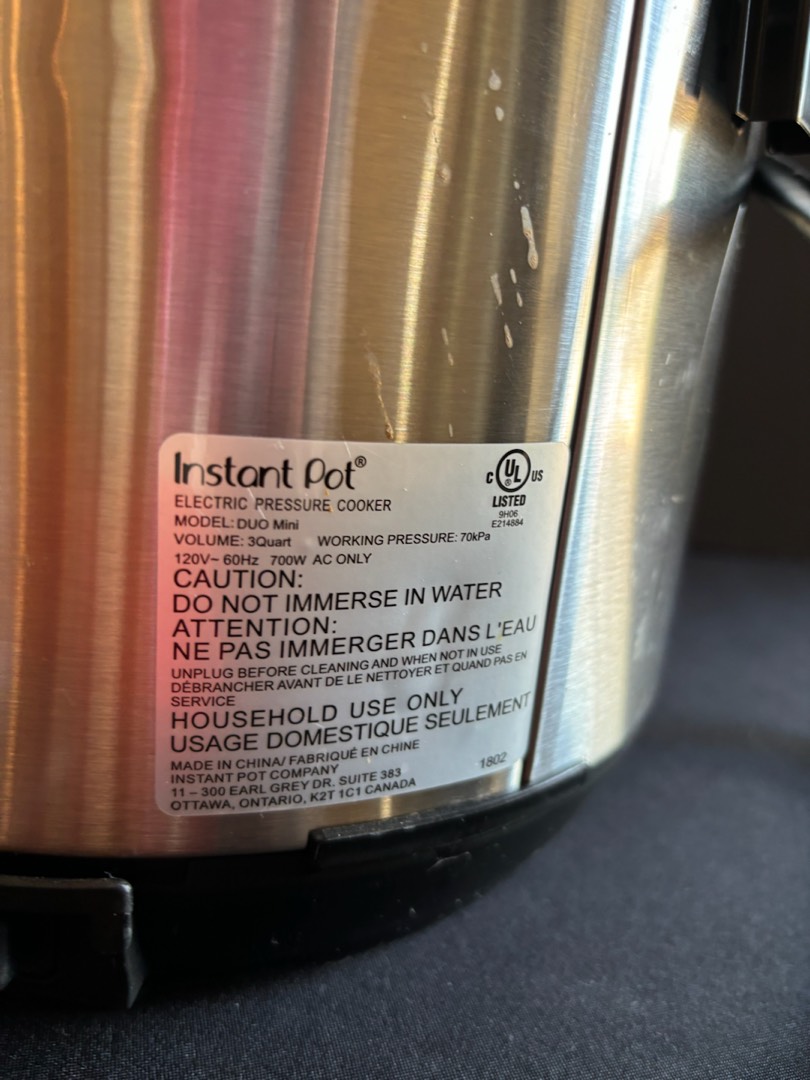 Instant Pot®
C UL® US
LISTED
9H06
E214884
ELECTRIC PRESSURE COOKER
MODEL: DUO Mini
VOLUME: 3Quart WORKING PRESSURE: 70kPa
120V~ 60Hz 700W AC ONLY
CAUTION:
DO NOT IMMERSE IN WATER
ATTENTION:
NE PAS IMMERGER DANS L'EAU
UNPLUG BEFORE CLEANING AND WHEN NOT IN USE
DÉBRANCHER AVANT DE LE NETTOYER ET QUAND PAS EN
SERVICE
HOUSEHOLD USE ONLY
USAGE DOMESTIQUE SEULEMENT
MADE IN CHINA/ FABRIQUÉ EN CHINE
INSTANT POT COMPANY
11 – 300 EARL GREY DR. SUITE 383
OTTAWA, ONTARIO, K2T 1C1 CANADA
1802